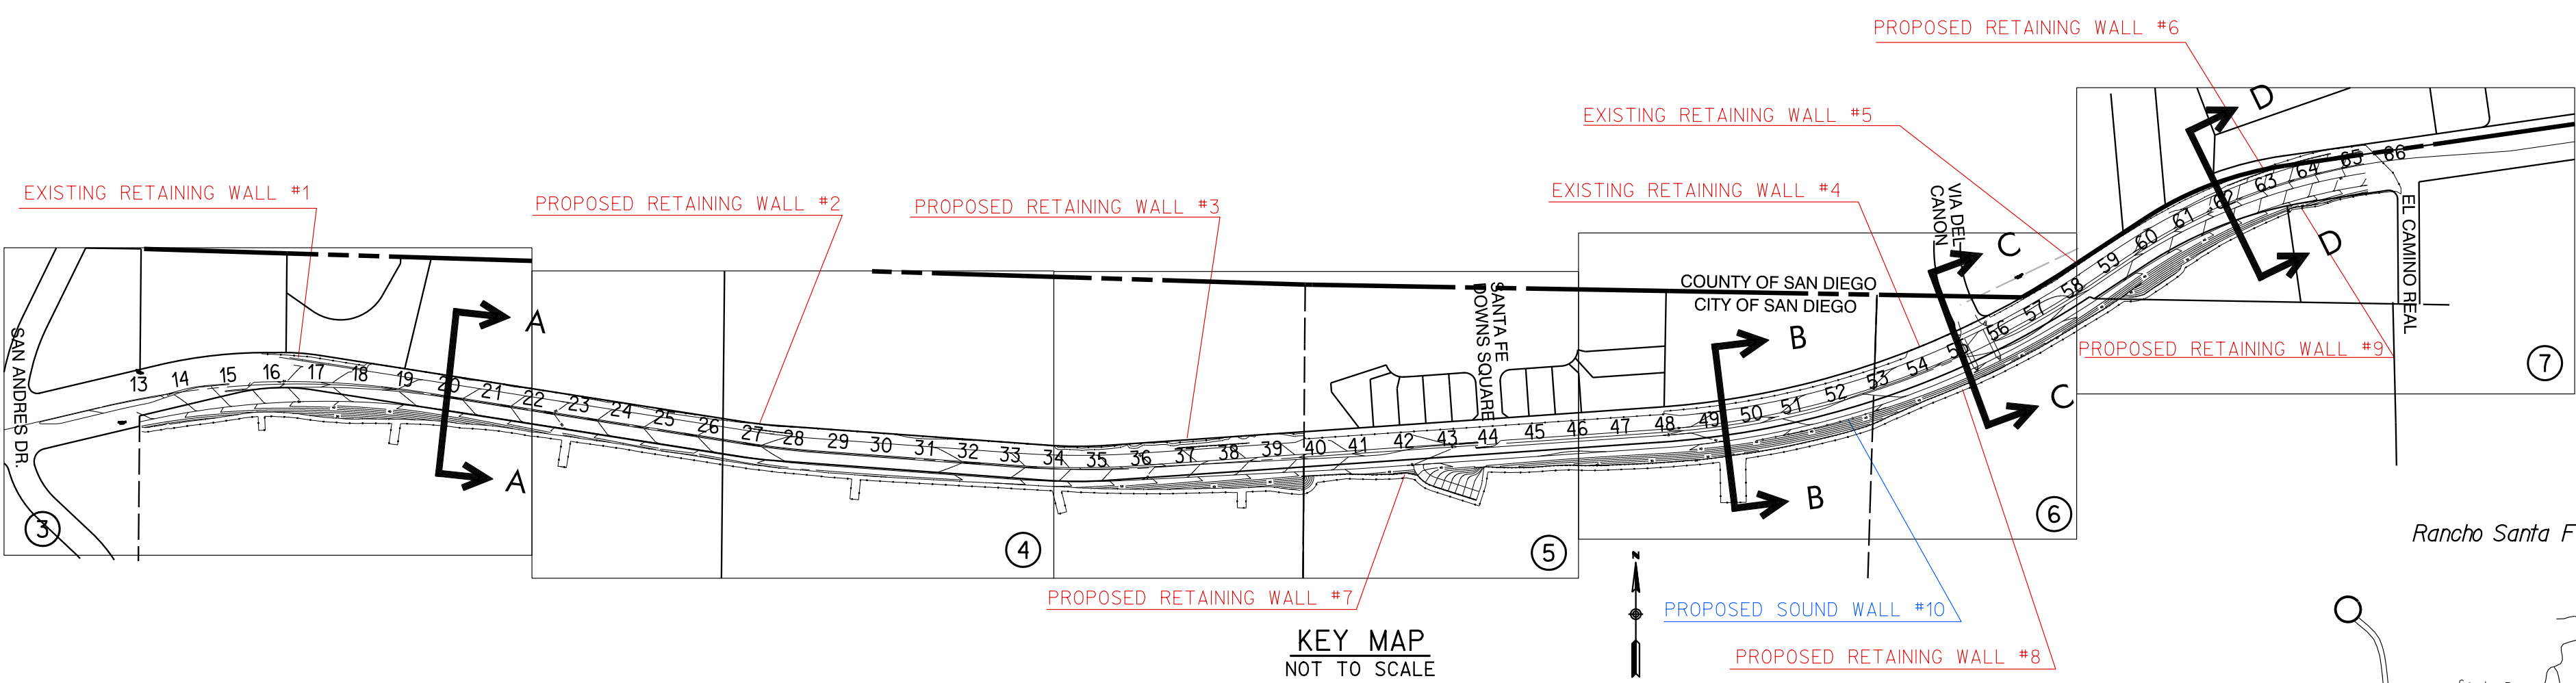 PROPOSED RETAINING WALL #6
EXISTING RETAINING WALL #5
EXISTING RETAINING WALL #1
PROPOSED RETAINING WALL #2
PROPOSED RETAINING WALL #3
EXISTING RETAINING WALL #4
VIA DEL
CANON
COUNTY OF SAN DIEGO
CITY OF SAN DIEGO
SANTA FE
DOWNS SQUARE
SAN ANDRES DR.
EL CAMINO REAL
A
A
B
B
C
C
D
D
13 14 15 16 17 18 19 20 21 22 23 24 25 26 27 28 29 30 31 32 33 34 35 36 37 38 39 40 41 42 43 44 45 46 47 48 49 50 51 52 53 54 55 56 57 58 59 60 61 62 63 64 65 66
PROPOSED RETAINING WALL #9
3
4
5
6
7
Rancho Santa F
PROPOSED RETAINING WALL #7
N
PROPOSED SOUND WALL #10
PROPOSED RETAINING WALL #8
KEY MAP
NOT TO SCALE